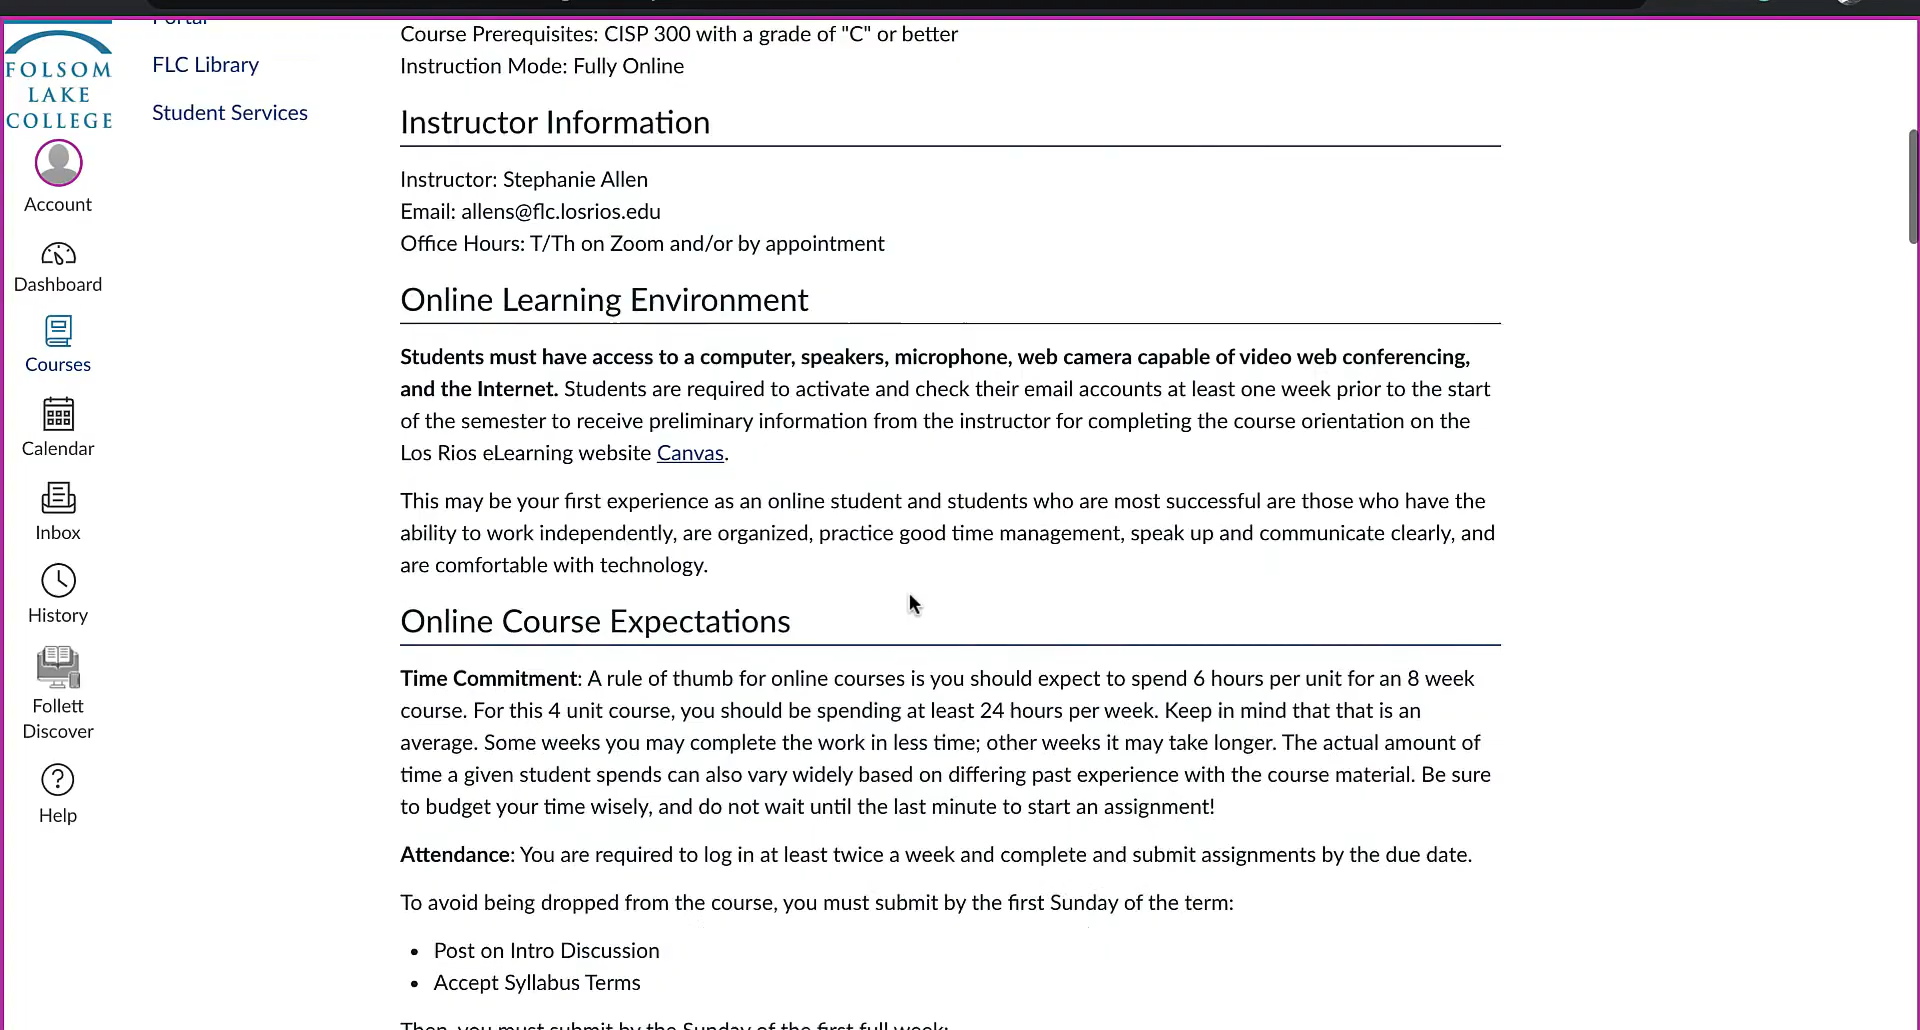 Portal
FOLSOM
LAKE
COLLEGE
Account
Dashboard
Courses
Calendar
Inbox
History
Follett
Discover
Help
FLC Library
Student Services
Course Prerequisites: CISP 300 with a grade of "C" or better
Instruction Mode: Fully Online
Instructor Information
Instructor: Stephanie Allen
Email: allens@flc.losrios.edu
Office Hours: T/Th on Zoom and/or by appointment
Online Learning Environment
Students must have access to a computer, speakers, microphone, web camera capable of video web conferencing,
and the Internet. Students are required to activate and check their email accounts at least one week prior to the start
of the semester to receive preliminary information from the instructor for completing the course orientation on the
Los Rios eLearning website Canvas.
This may be your first experience as an online student and students who are most successful are those who have the
ability to work independently, are organized, practice good time management, speak up and communicate clearly, and
are comfortable with technology.
Online Course Expectations
Time Commitment: A rule of thumb for online courses is you should expect to spend 6 hours per unit for an 8 week
course. For this 4 unit course, you should be spending at least 24 hours per week. Keep in mind that that is an
average. Some weeks you may complete the work in less time; other weeks it may take longer. The actual amount of
time a given student spends can also vary widely based on differing past experience with the course material. Be sure
to budget your time wisely, and do not wait until the last minute to start an assignment!
Attendance: You are required to log in at least twice a week and complete and submit assignments by the due date.
To avoid being dropped from the course, you must submit by the first Sunday of the term:
• Post on Intro Discussion
• Accept Syllabus Terms
Then, you must submit by the Sunday of the first full week: